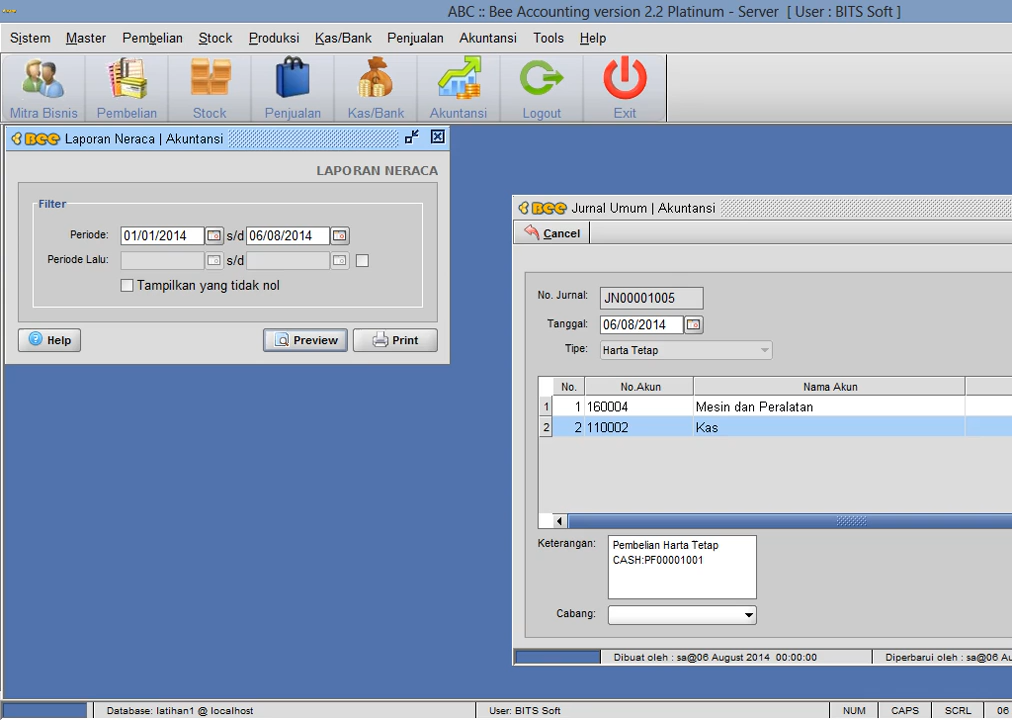 ABC :: Bee Accounting version 2.2 Platinum - Server [ User : BITS Soft ]
Sistem Master Pembelian Stock Produksi Kas/Bank Penjualan Akuntansi Tools Help
Mitra Bisnis Pembelian Stock Penjualan Kas/Bank Akuntansi Logout Exit
BEE Laporan Neraca | Akuntansi
LAPORAN NERACA
Filter
Periode: 01/01/2014 s/d 06/08/2014
Periode Lalu: s/d
Tampilkan yang tidak nol
Help Preview Print
BEE Jurnal Umum | Akuntansi
Cancel
No. Jurnal: JN00001005
Tanggal: 06/08/2014
Tipe: Harta Tetap
No. No.Akun Nama Akun
1 1 160004 Mesin dan Peralatan
2 2 110002 Kas
Keterangan: Pembelian Harta Tetap
CASH:PF00001001
Cabang:
Dibuat oleh : sa@06 August 2014 00:00:00 Diperbarui oleh : sa@06 Au
Database: latihan1 @ localhost User: BITS Soft NUM CAPS SCRL 06